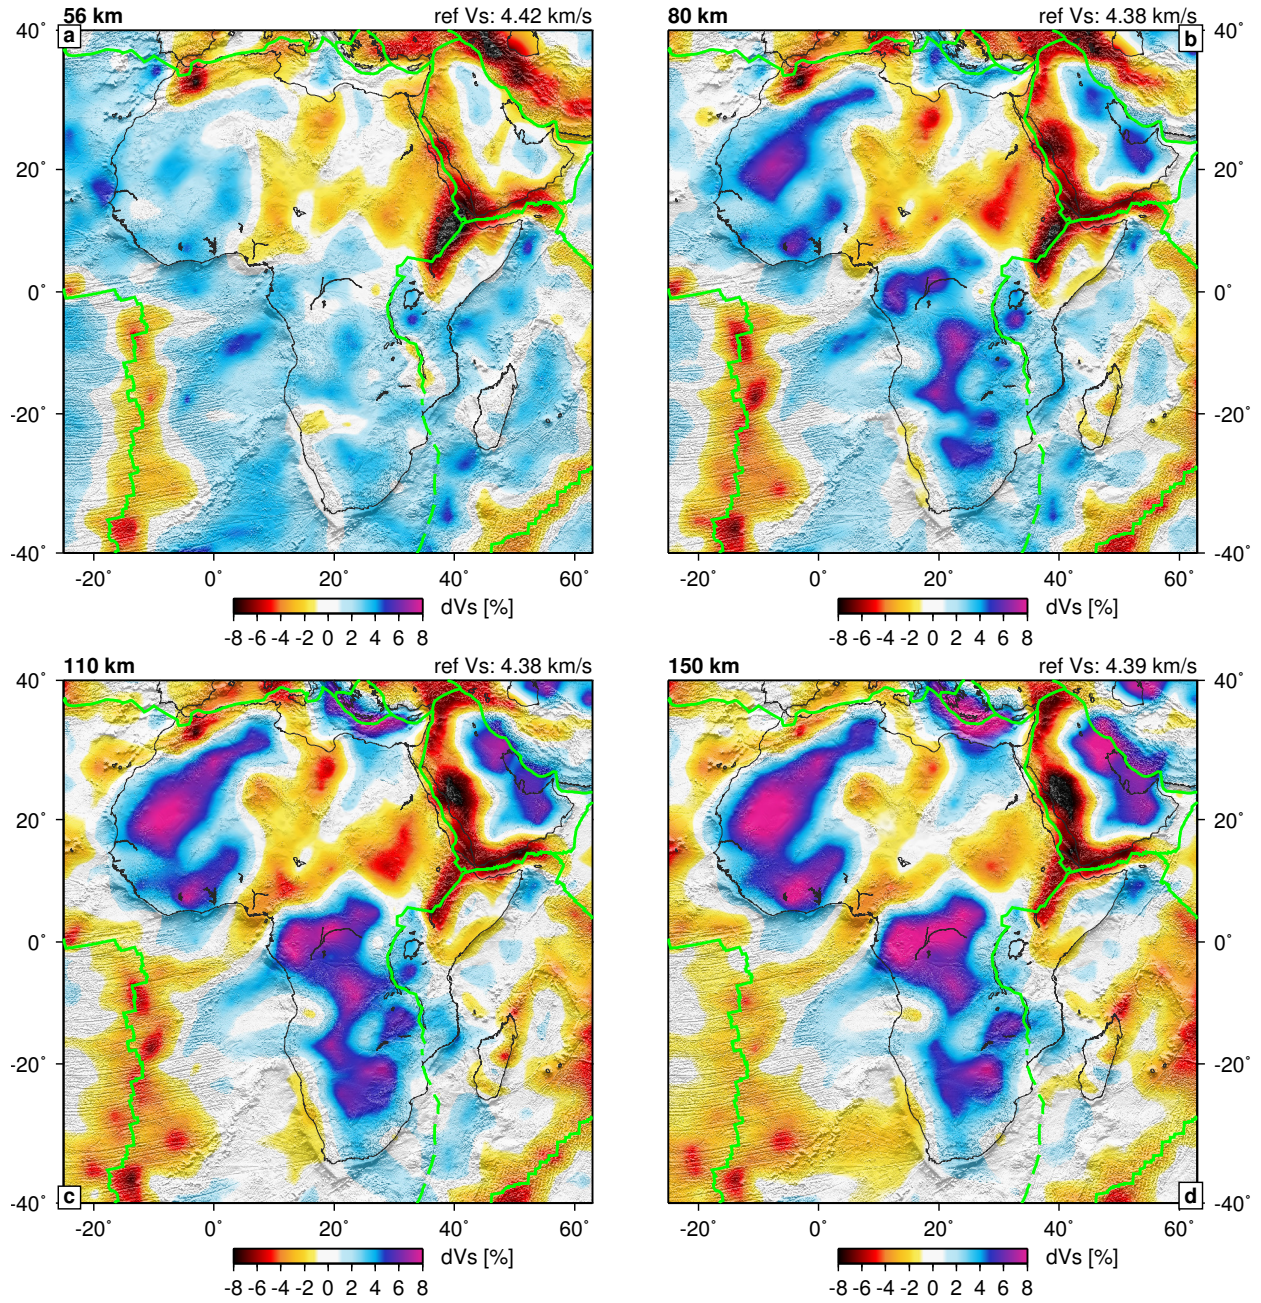 56 km ref Vs: 4.42 km/s
80 km ref Vs: 4.38 km/s
a
b
40˚
20˚
0˚
-20˚
-40˚
40˚
20˚
0˚
-20˚
-40˚
-20˚ 0˚ 20˚ 40˚ 60˚
-20˚ 0˚ 20˚ 40˚ 60˚
dVs [%]
-8 -6 -4 -2 0 2 4 6 8
dVs [%]
-8 -6 -4 -2 0 2 4 6 8
110 km ref Vs: 4.38 km/s
150 km ref Vs: 4.39 km/s
40˚
20˚
0˚
-20˚
-40˚
40˚
20˚
0˚
-20˚
-40˚
c
d
-20˚ 0˚ 20˚ 40˚ 60˚
-20˚ 0˚ 20˚ 40˚ 60˚
dVs [%]
-8 -6 -4 -2 0 2 4 6 8
dVs [%]
-8 -6 -4 -2 0 2 4 6 8